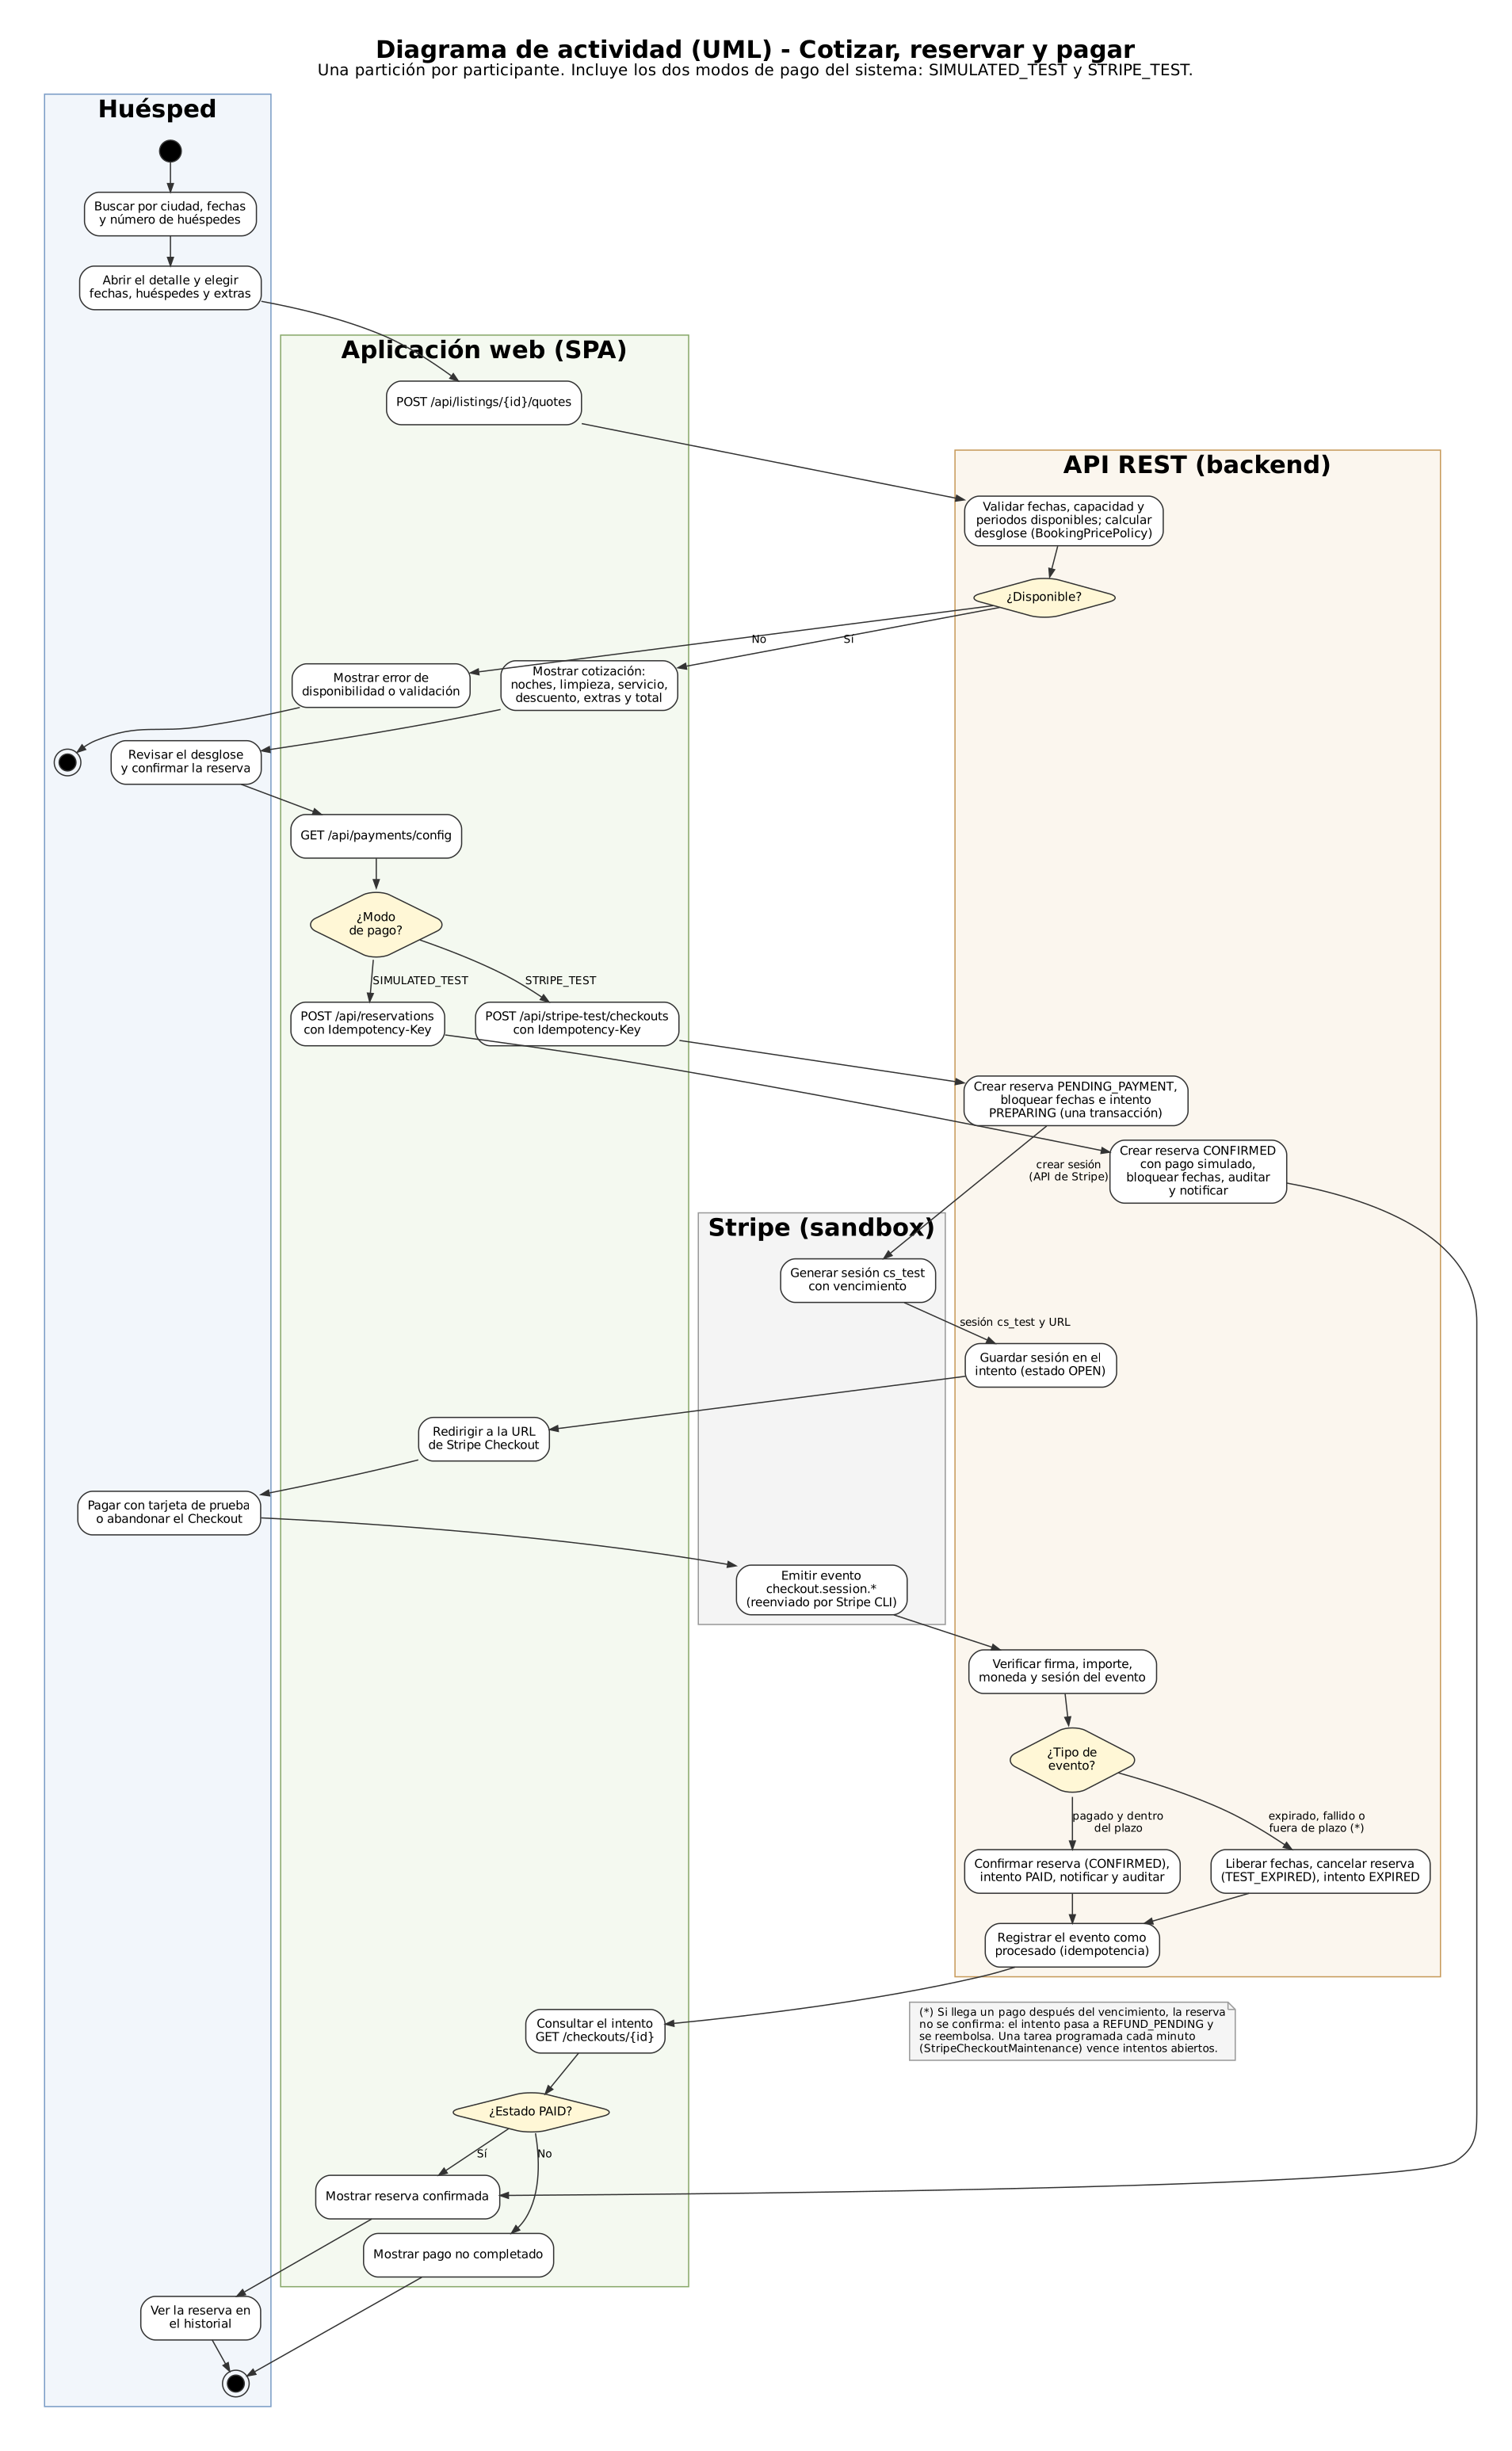 Diagrama de actividad (UML) - Cotizar, reservar y pagar
Una partición por participante. Incluye los dos modos de pago del sistema: SIMULATED_TEST y STRIPE_TEST.
Huésped
Buscar por ciudad, fechas
y número de huéspedes
Abrir el detalle y elegir
fechas, huéspedes y extras
Aplicación web (SPA)
POST /api/listings/{id}/quotes
API REST (backend)
Validar fechas, capacidad y
periodos disponibles; calcular
desglose (BookingPricePolicy)
¿Disponible?
No
Sí
Mostrar error de
disponibilidad o validación
Mostrar cotización:
noches, limpieza, servicio,
descuento, extras y total
Revisar el desglose
y confirmar la reserva
GET /api/payments/config
¿Modo
de pago?
SIMULATED_TEST
STRIPE_TEST
POST /api/reservations
con Idempotency-Key
POST /api/stripe-test/checkouts
con Idempotency-Key
Crear reserva PENDING_PAYMENT,
bloquear fechas e intento
PREPARING (una transacción)
crear sesión
(API de Stripe)
Crear reserva CONFIRMED
con pago simulado,
bloquear fechas, auditar
y notificar
Stripe (sandbox)
Generar sesión cs_test
con vencimiento
sesión cs_test y URL
Guardar sesión en el
intento (estado OPEN)
Redirigir a la URL
de Stripe Checkout
Pagar con tarjeta de prueba
o abandonar el Checkout
Emitir evento
checkout.session.*
(reenviado por Stripe CLI)
Verificar firma, importe,
moneda y sesión del evento
¿Tipo de
evento?
pagado y dentro
del plazo
expirado, fallido o
fuera de plazo (*)
Confirmar reserva (CONFIRMED),
intento PAID, notificar y auditar
Liberar fechas, cancelar reserva
(TEST_EXPIRED), intento EXPIRED
Registrar el evento como
procesado (idempotencia)
(*) Si llega un pago después del vencimiento, la reserva
no se confirma: el intento pasa a REFUND_PENDING y
se reembolsa. Una tarea programada cada minuto
(StripeCheckoutMaintenance) vence intentos abiertos.
Consultar el intento
GET /checkouts/{id}
¿Estado PAID?
Sí
No
Mostrar reserva confirmada
Mostrar pago no completado
Ver la reserva en
el historial